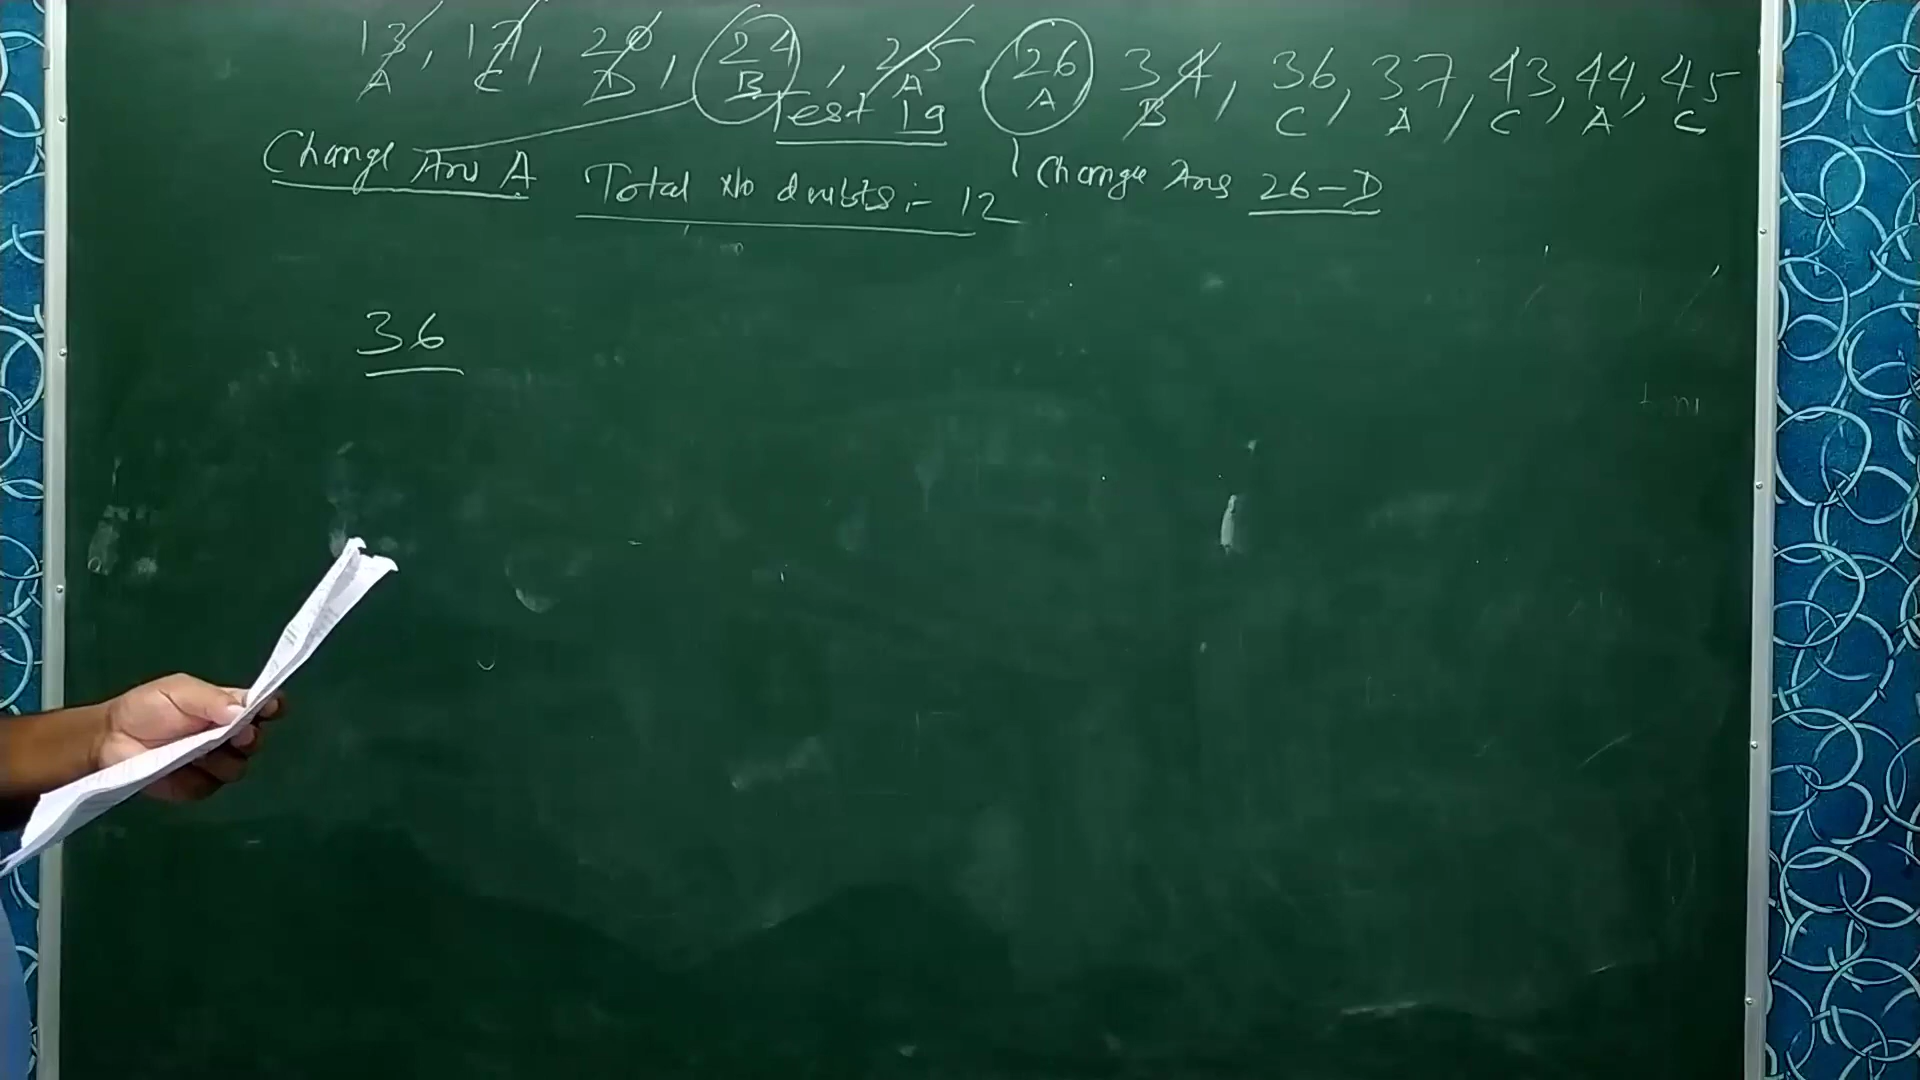 13, 17, 20, 24, 25 26 34, 36, 37, 43, 44, 45
A C D B A A B C A C A C
Test 19
Change Ans A Total No doubts :- 12 Change Ans 26-D
36